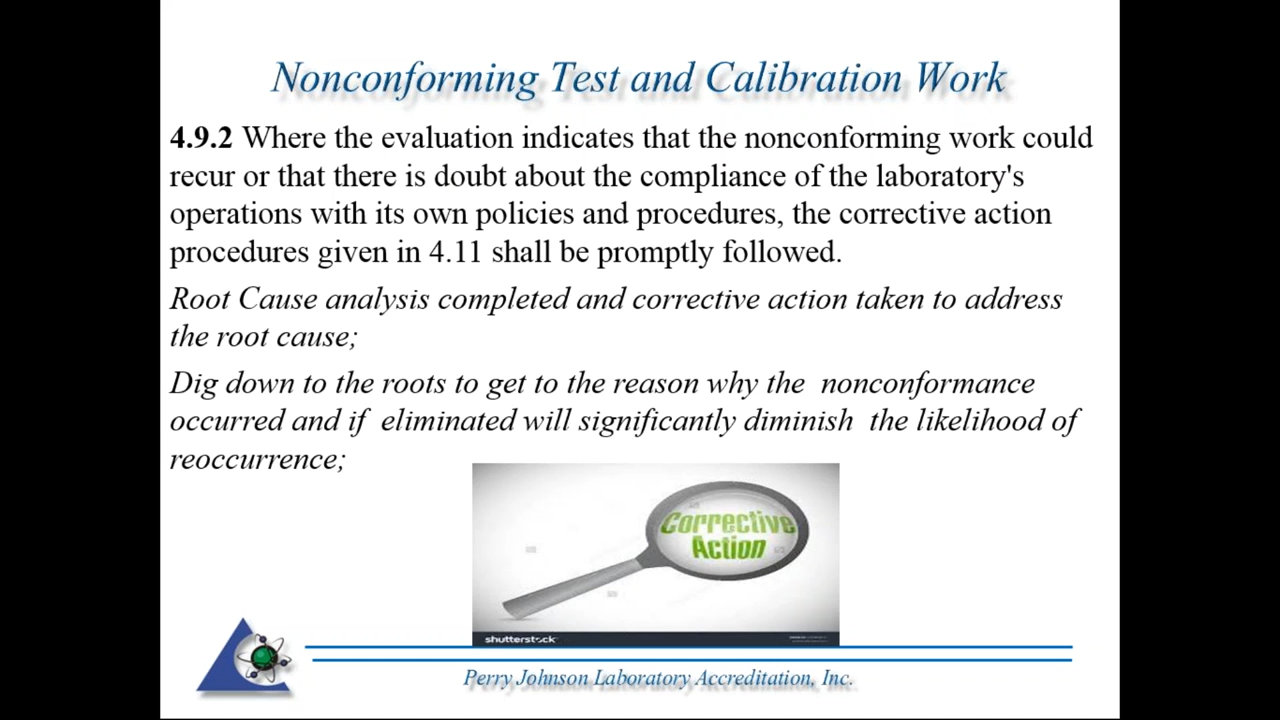 Nonconforming Test and Calibration Work
4.9.2 Where the evaluation indicates that the nonconforming work could
recur or that there is doubt about the compliance of the laboratory's
operations with its own policies and procedures, the corrective action
procedures given in 4.11 shall be promptly followed.
Root Cause analysis completed and corrective action taken to address
the root cause;
Dig down to the roots to get to the reason why the  nonconformance
occurred and if  eliminated will significantly diminish  the likelihood of
reoccurrence;
Corrective
Action
shutterstock
Perry Johnson Laboratory Accreditation, Inc.